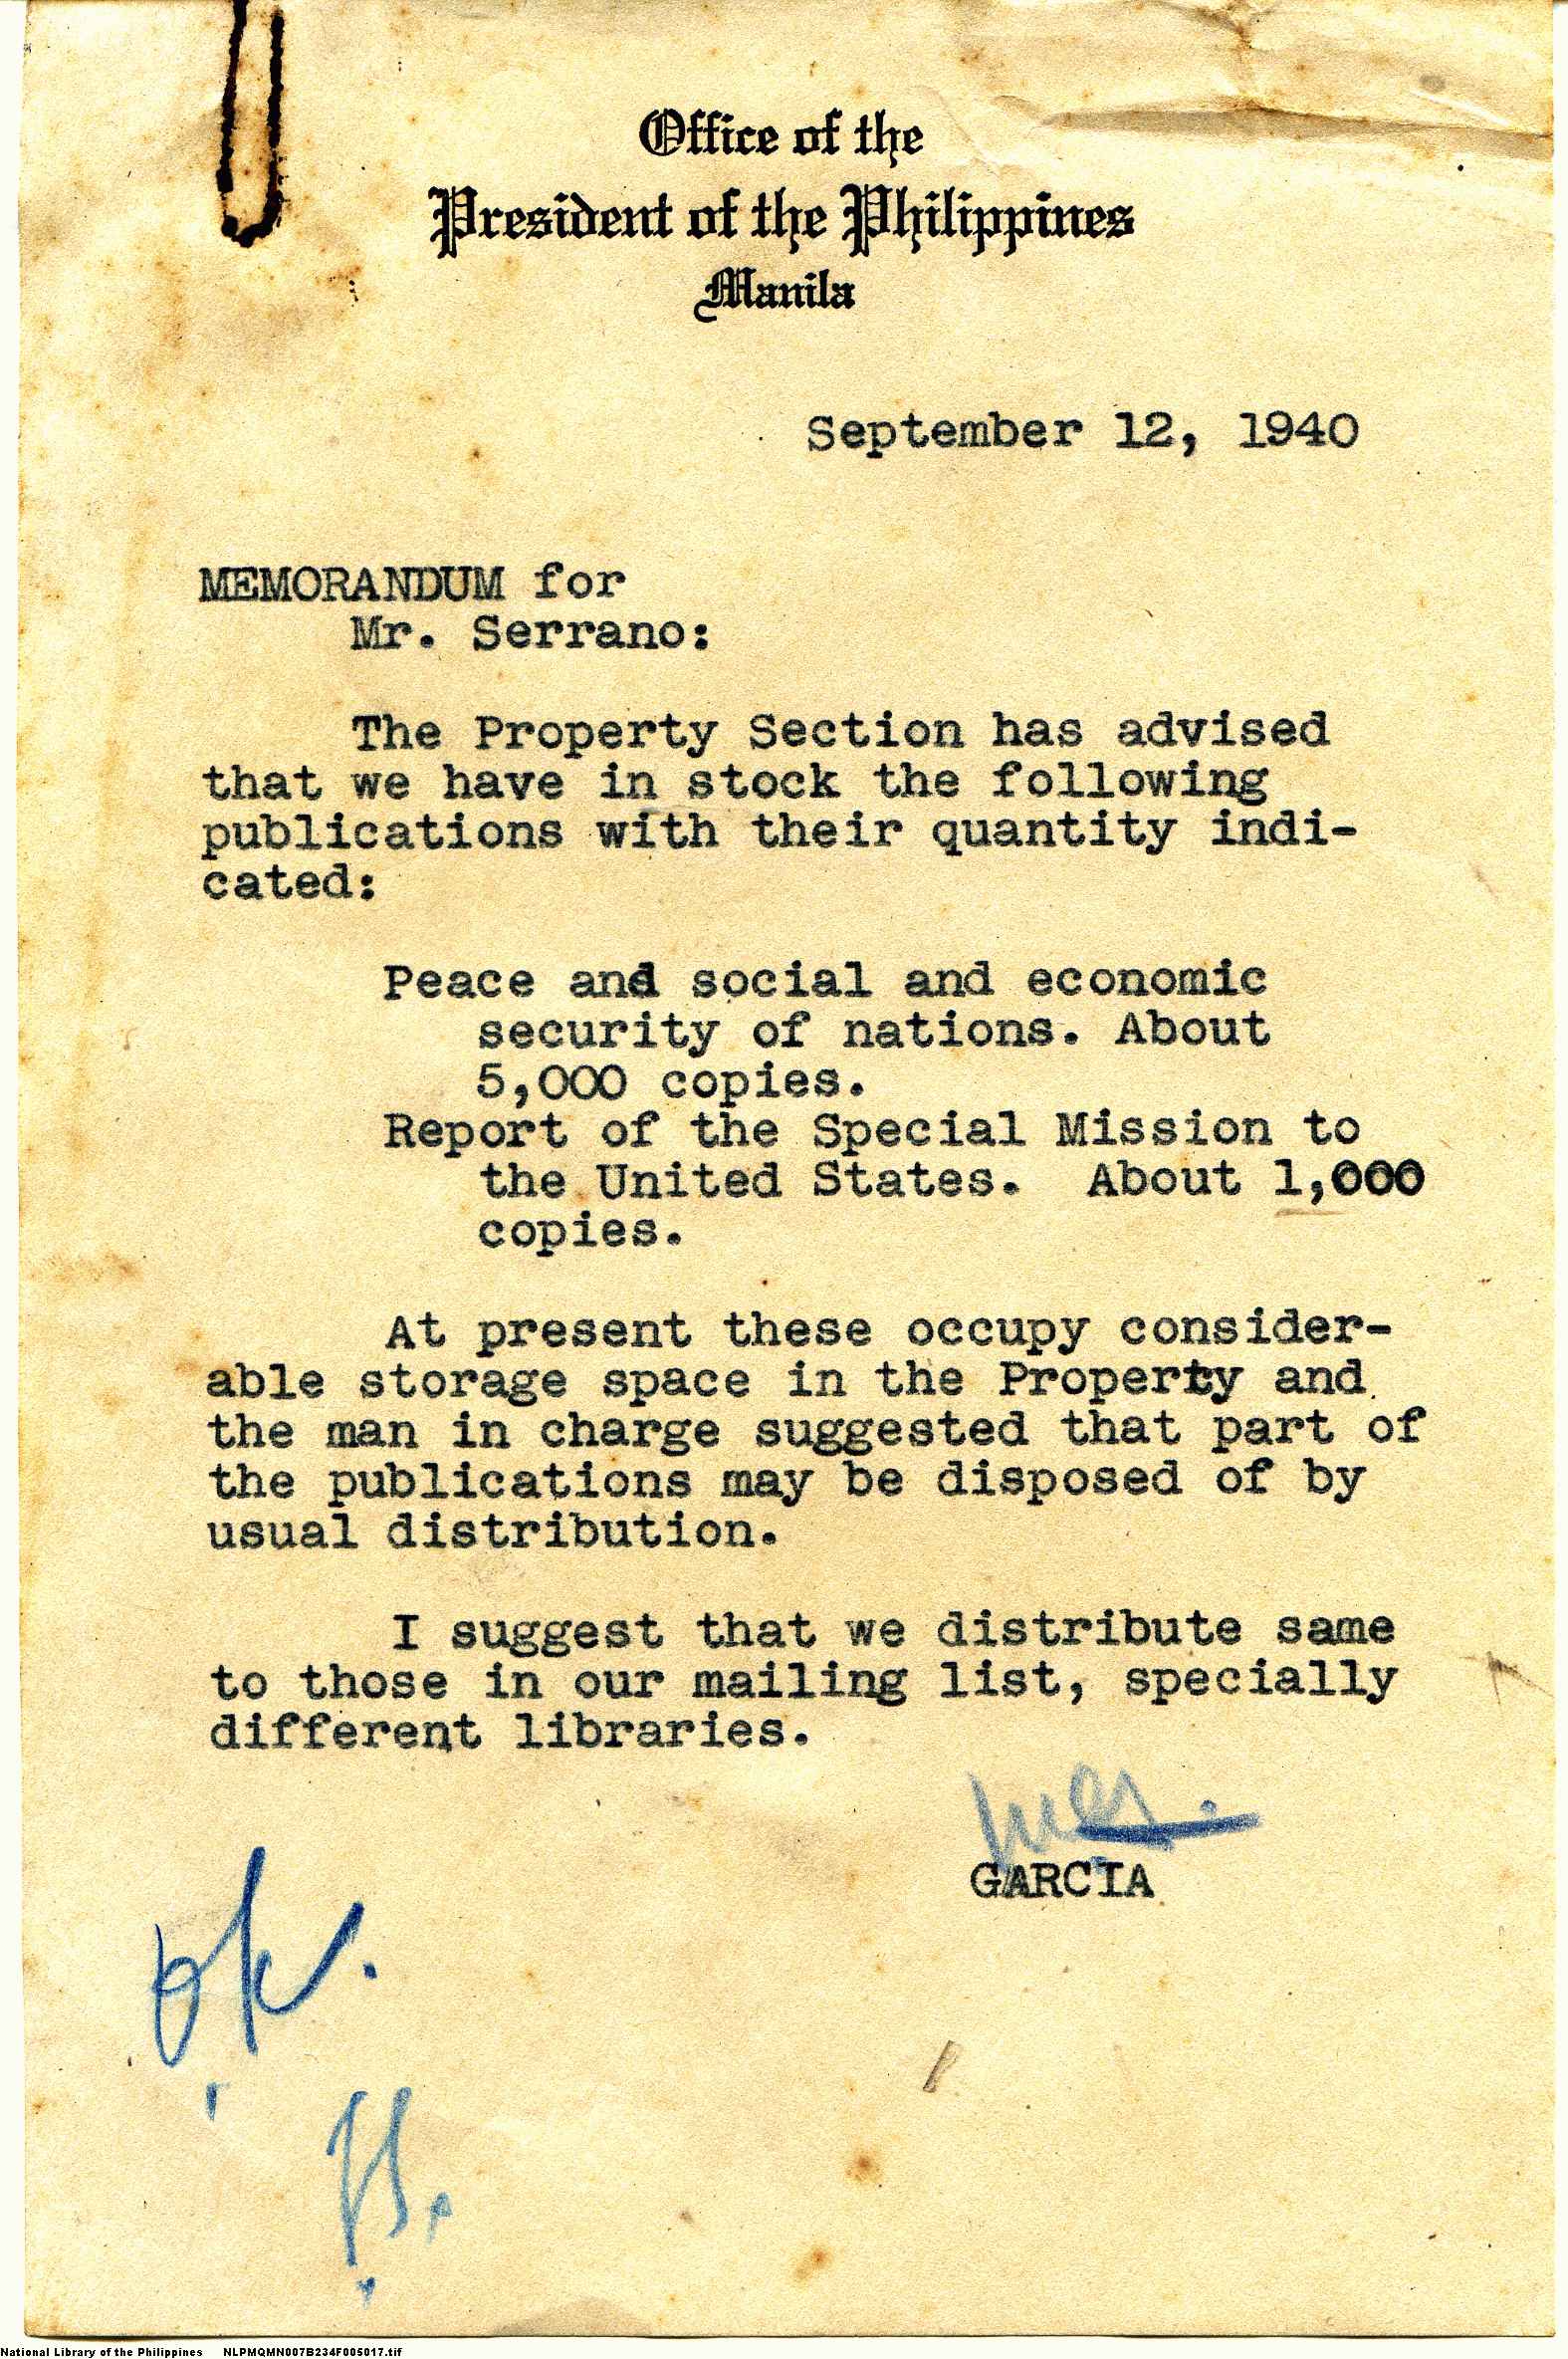 Office of the
President of the Philippines
Manila
September 12, 1940
MEMORANDUM for
Mr. Serrano:
The Property Section has advised
that we have in stock the following
publications with their quantity indi-
cated:
Peace and social and economic
security of nations. About
5,000 copies.
Report of the Special Mission to
the United States. About 1,000
copies.
At present these occupy consider-
able storage space in the Property and
the man in charge suggested that part of
the publications may be disposed of by
usual distribution.
I suggest that we distribute same
to those in our mailing list, specially
different libraries.
GARCIA
ok.
National Library of the Philippines NLPMQMN007B234F005017.tif